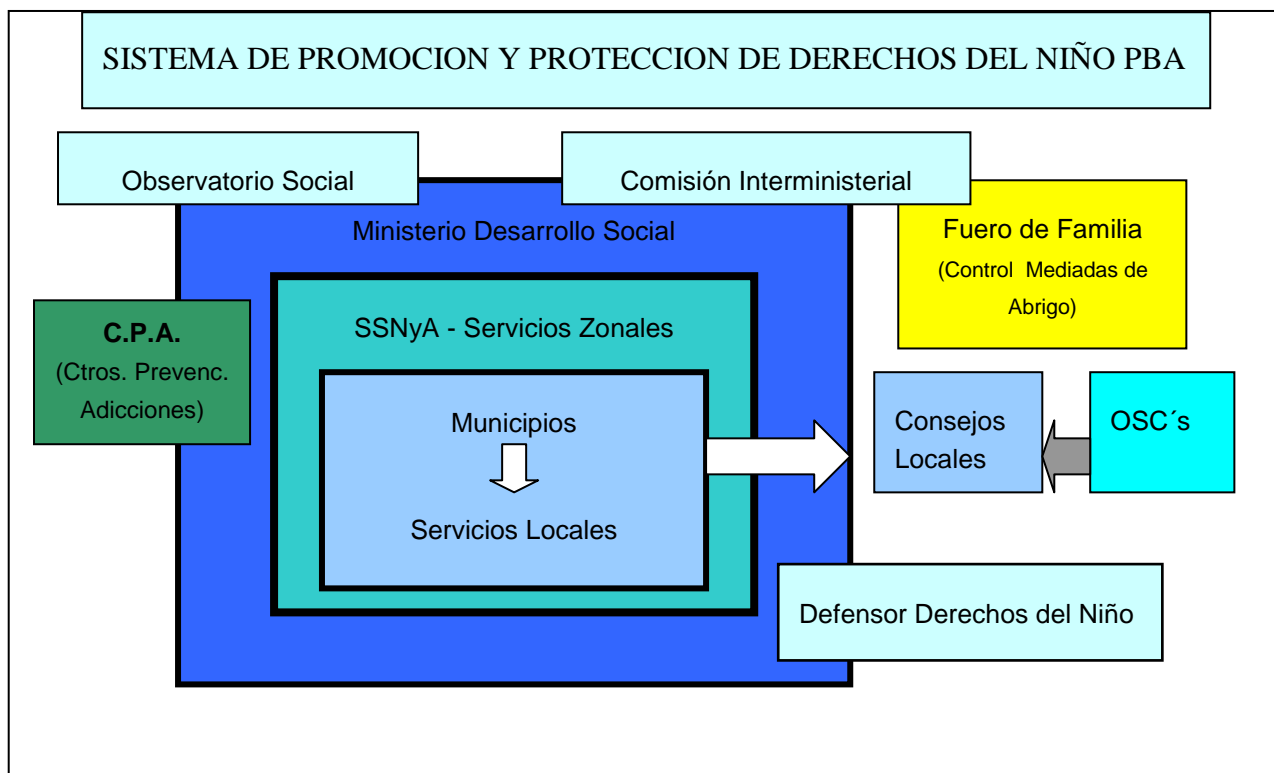 SISTEMA DE PROMOCION Y PROTECCION DE DERECHOS DEL NIÑO PBA
Observatorio Social
Comisión Interministerial
Ministerio Desarrollo Social
Fuero de Familia
(Control Mediadas de
Abrigo)
C.P.A.
(Ctros. Prevenc.
Adicciones)
SSNyA - Servicios Zonales
Municipios
Servicios Locales
Consejos
Locales
OSC´s
Defensor Derechos del Niño